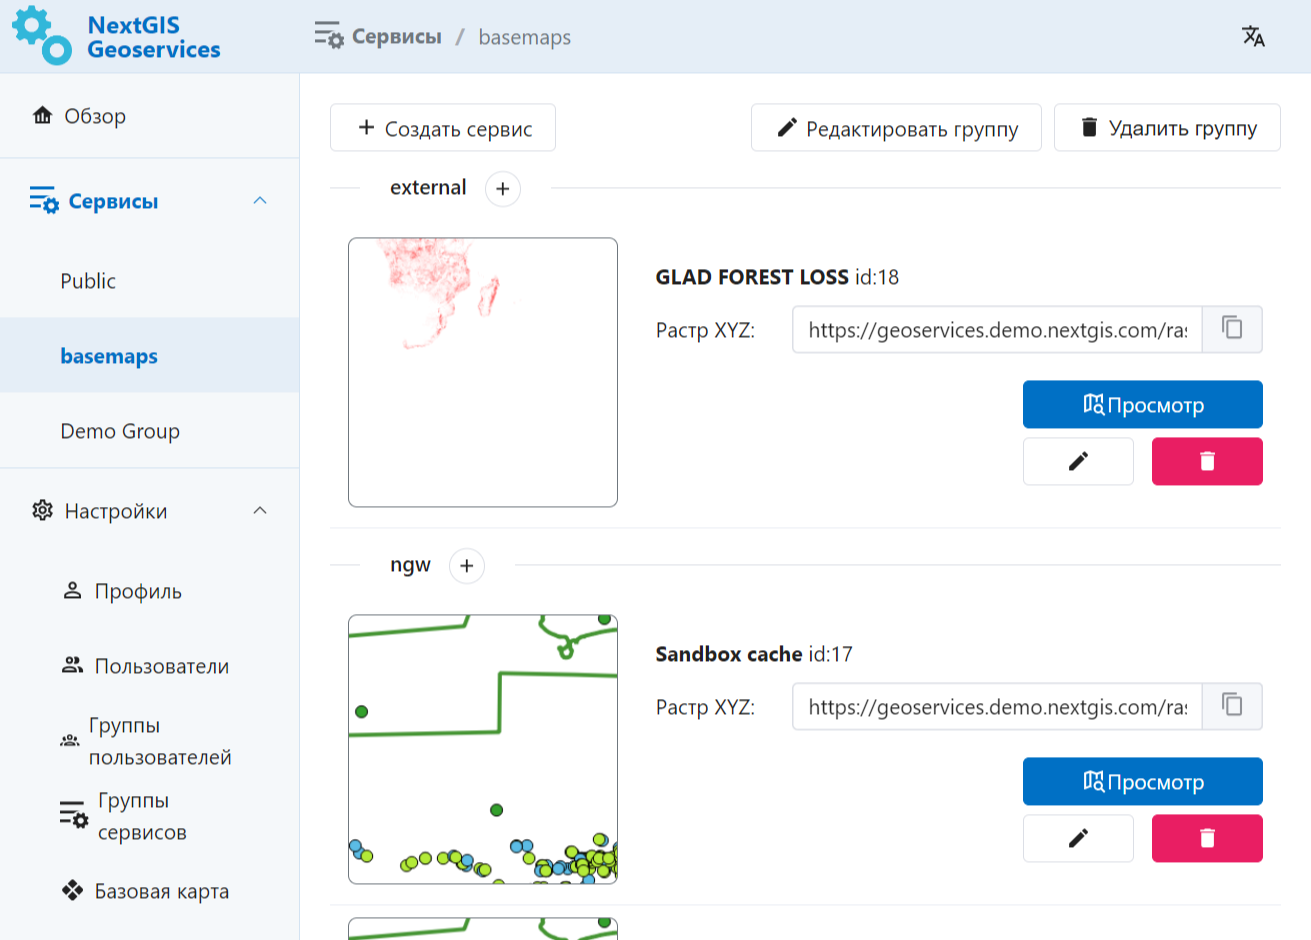 NextGIS
Geoservices
Сервисы / basemaps
Обзор
Сервисы
Public
basemaps
Demo Group
Настройки
Профиль
Пользователи
Группы
пользователей
Группы
сервисов
Базовая карта
+ Создать сервис
Редактировать группу
Удалить группу
external +
GLAD FOREST LOSS id:18
Растр XYZ: https://geoservices.demo.nextgis.com/ras
Просмотр
ngw +
Sandbox cache id:17
Растр XYZ: https://geoservices.demo.nextgis.com/ras
Просмотр